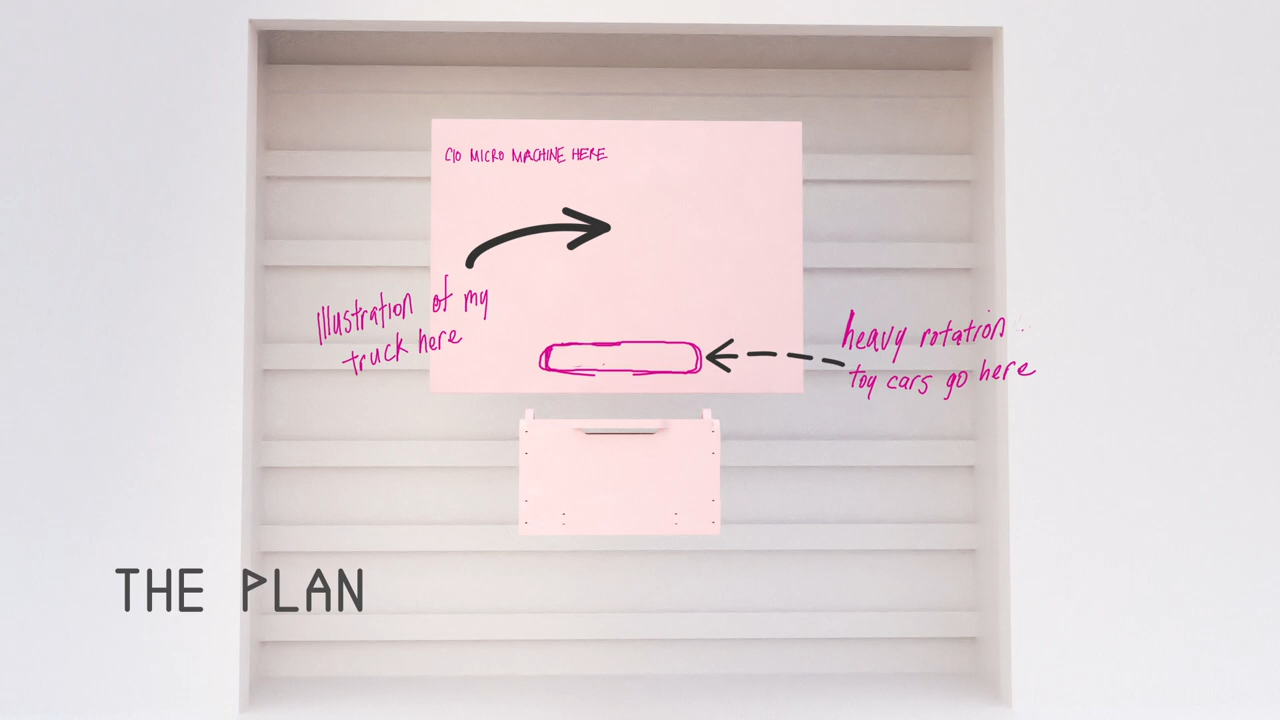 C10 MICRO MACHINE HERE
Illustration of my
truck here
heavy rotation
toy cars go here
THE PLAN